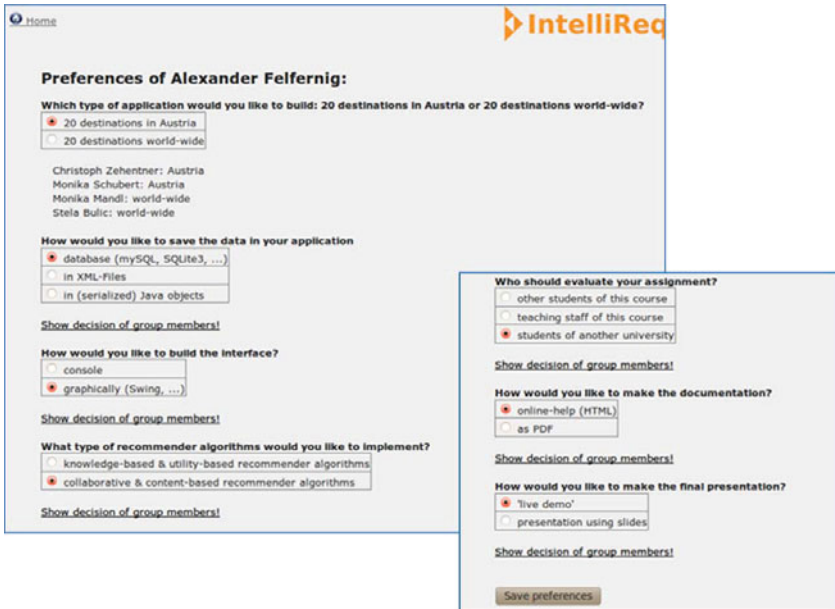 Home
IntelliReq
Preferences of Alexander Felfernig:
Which type of application would you like to build: 20 destinations in Austria or 20 destinations world-wide?
20 destinations in Austria
20 destinations world-wide
Christoph Zehentner: Austria
Monika Schubert: Austria
Monika Mandl: world-wide
Stela Bulic: world-wide
How would you like to save the data in your application
database (mySQL, SQLite3, ...)
in XML-Files
in (serialized) Java objects
Show decision of group members!
How would you like to build the interface?
console
graphically (Swing, ...)
Show decision of group members!
What type of recommender algorithms would you like to implement?
knowledge-based & utility-based recommender algorithms
collaborative & content-based recommender algorithms
Show decision of group members!
Who should evaluate your assignment?
other students of this course
teaching staff of this course
students of another university
Show decision of group members!
How would you like to make the documentation?
online-help (HTML)
as PDF
Show decision of group members!
How would you like to make the final presentation?
'live demo'
presentation using slides
Show decision of group members!
Save preferences